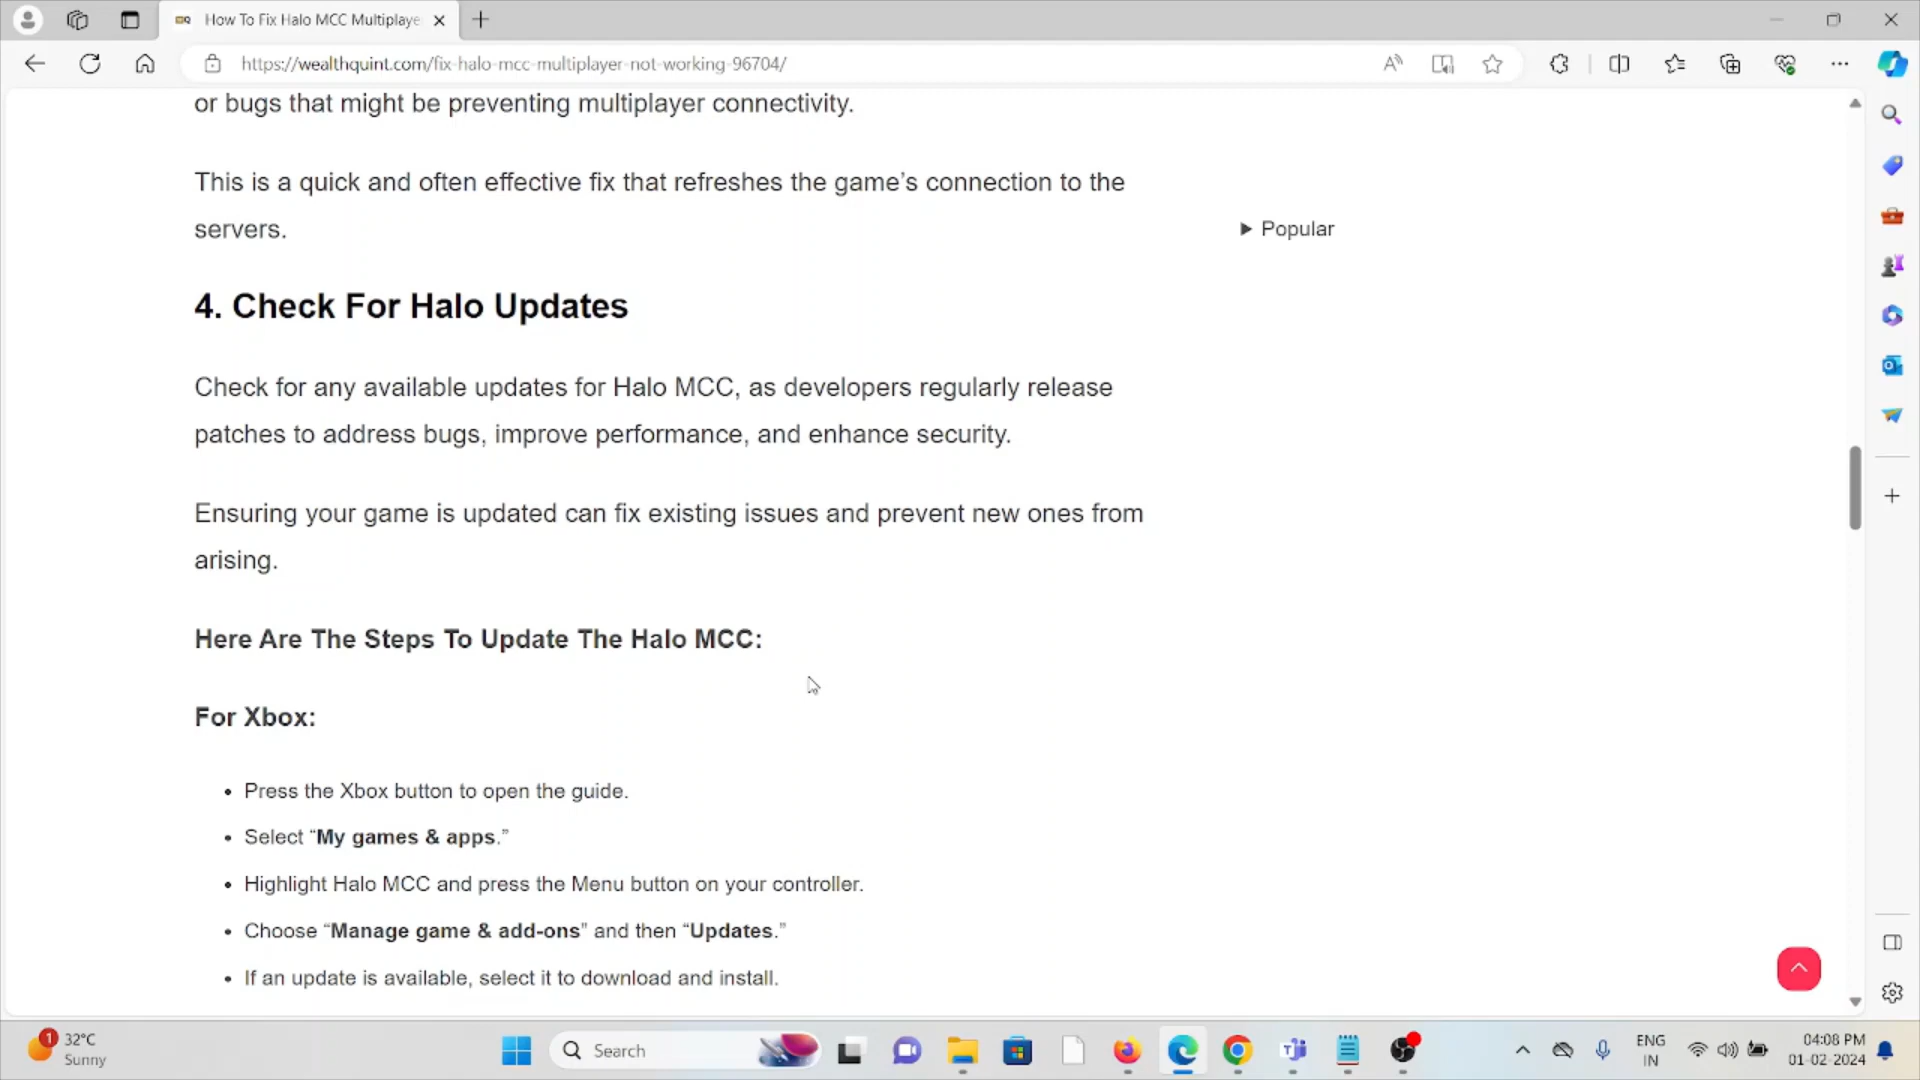 How To Fix Halo MCC Multiplaye
https://wealthquint.com/fix-halo-mcc-multiplayer-not-working-96704/
or bugs that might be preventing multiplayer connectivity.
This is a quick and often effective fix that refreshes the game’s connection to the
servers.
▶ Popular
4. Check For Halo Updates
Check for any available updates for Halo MCC, as developers regularly release
patches to address bugs, improve performance, and enhance security.
Ensuring your game is updated can fix existing issues and prevent new ones from
arising.
Here Are The Steps To Update The Halo MCC:
For Xbox:
• Press the Xbox button to open the guide.
• Select “My games & apps.”
• Highlight Halo MCC and press the Menu button on your controller.
• Choose “Manage game & add-ons” and then “Updates.”
• If an update is available, select it to download and install.
1
32°C
Sunny
Search
ENG
IN
04:08 PM
01-02-2024